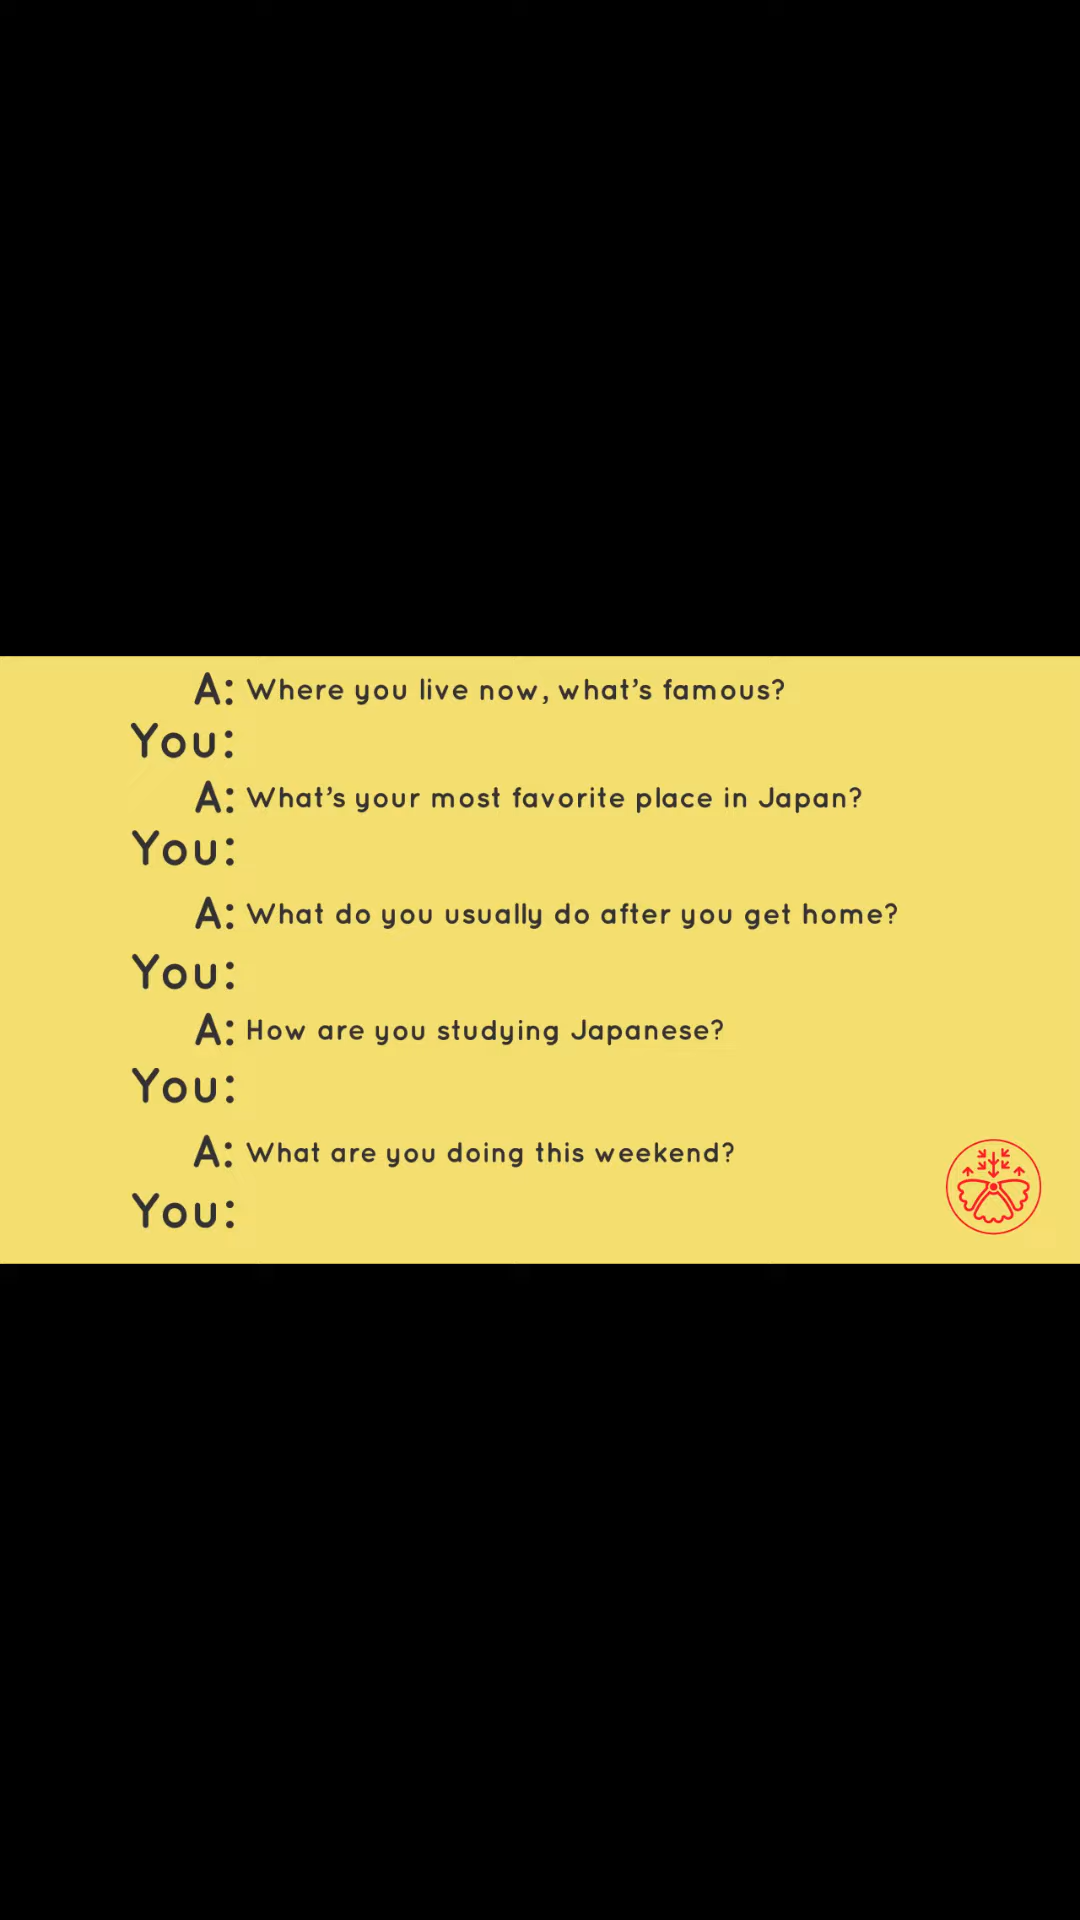 A: Where you live now, what's famous?
You:
A: What's your most favorite place in Japan?
You:
A: What do you usually do after you get home?
You:
A: How are you studying Japanese?
You:
A: What are you doing this weekend?
You: